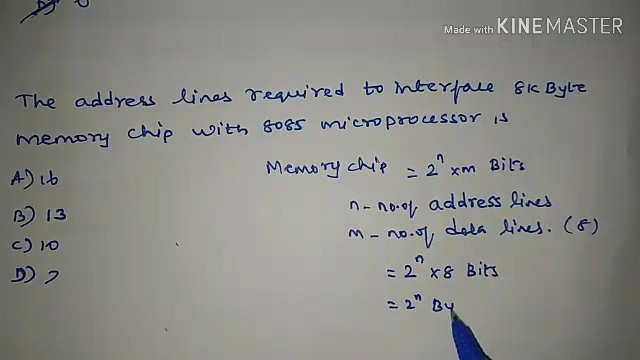 Made with KINEMASTER
The address lines required to interface 8k Byte
memory chip with 8085 microprocessor is
A) 16
B) 13
C) 10
D) 7
Memory chip = 2^n × m Bits
n - no. of address lines
m - no. of data lines. (8)
= 2^n × 8 Bits
= 2^n By